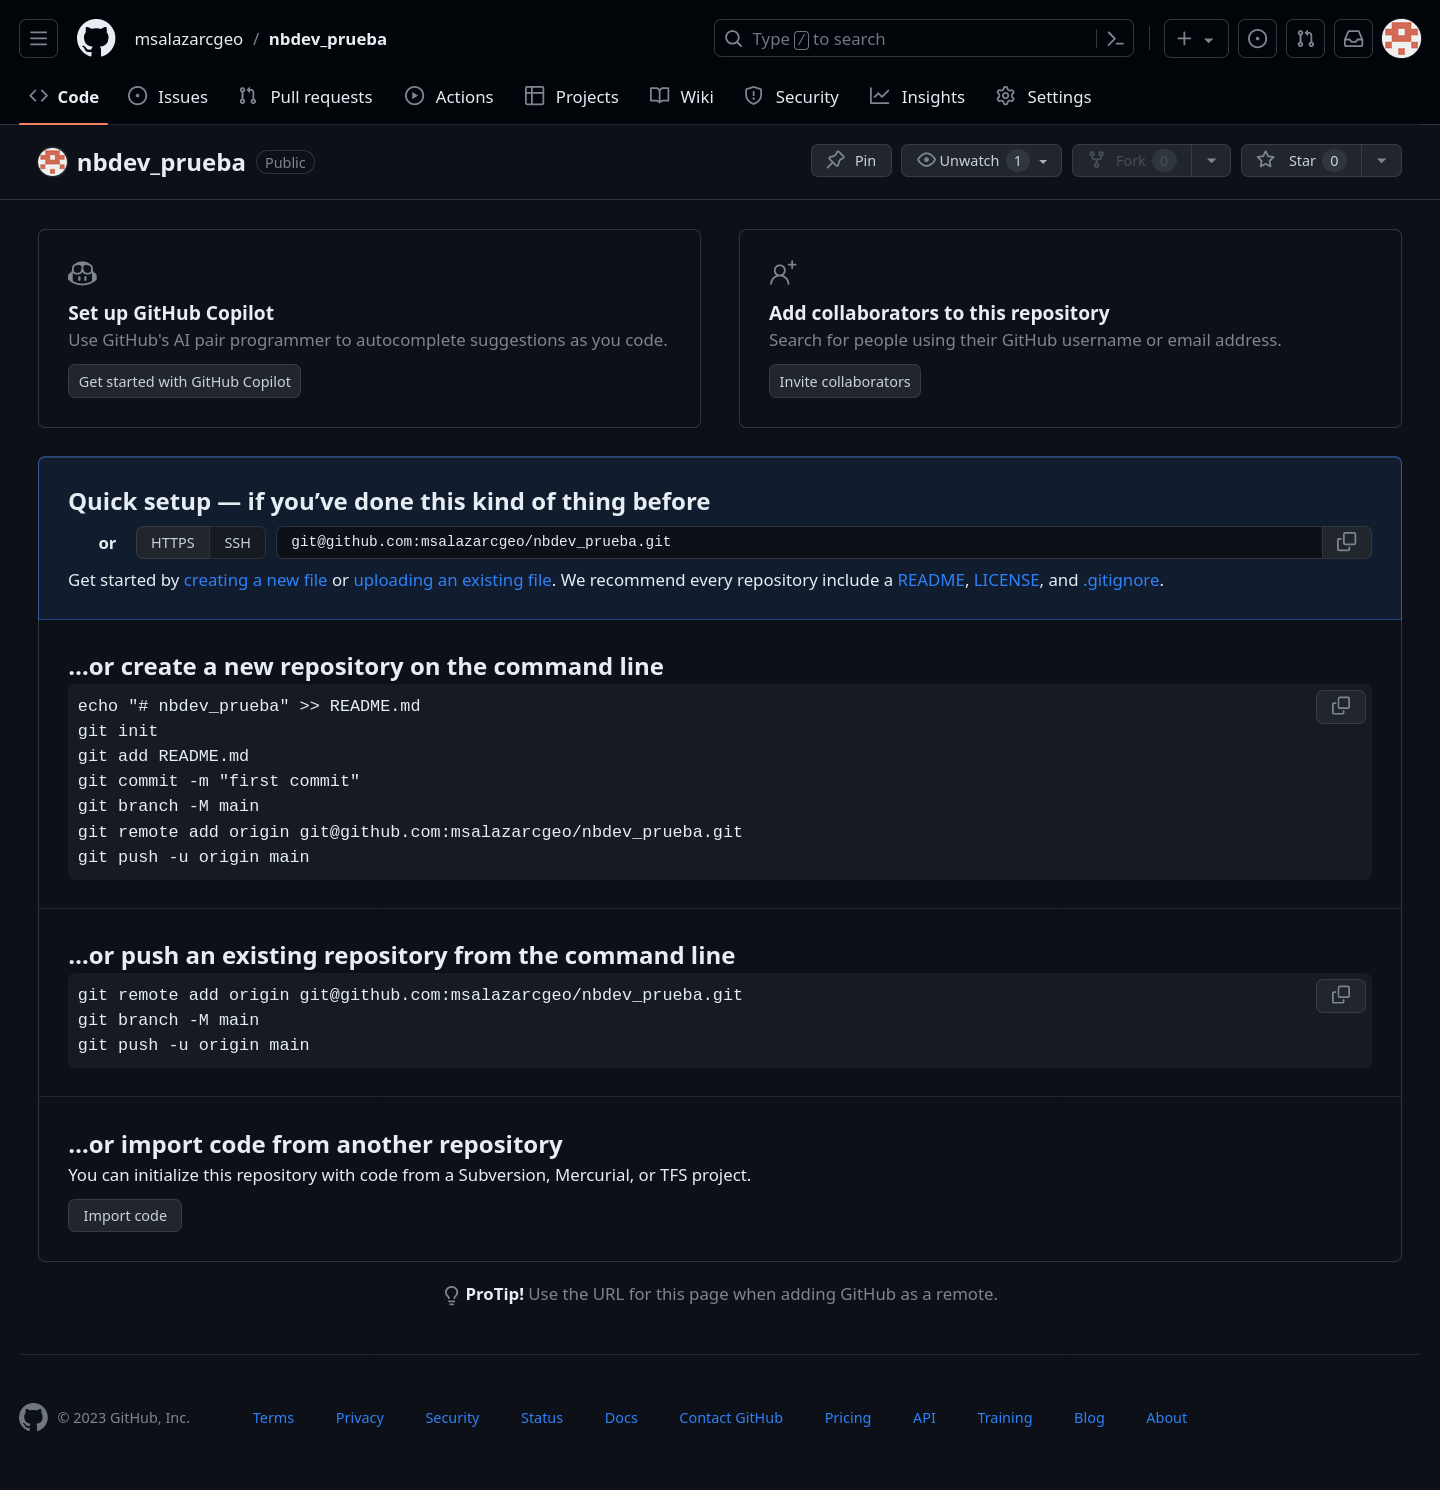 msalazarcgeo / nbdev_prueba
Type / to search
Code Issues Pull requests Actions Projects Wiki Security Insights Settings
nbdev_prueba Public
Pin Unwatch 1 Fork 0 Star 0
Set up GitHub Copilot
Use GitHub's AI pair programmer to autocomplete suggestions as you code.
Get started with GitHub Copilot
Add collaborators to this repository
Search for people using their GitHub username or email address.
Invite collaborators
Quick setup — if you’ve done this kind of thing before
or HTTPS SSH git@github.com:msalazarcgeo/nbdev_prueba.git
Get started by creating a new file or uploading an existing file. We recommend every repository include a README, LICENSE, and .gitignore.
…or create a new repository on the command line
echo "# nbdev_prueba" >> README.md
git init
git add README.md
git commit -m "first commit"
git branch -M main
git remote add origin git@github.com:msalazarcgeo/nbdev_prueba.git
git push -u origin main
…or push an existing repository from the command line
git remote add origin git@github.com:msalazarcgeo/nbdev_prueba.git
git branch -M main
git push -u origin main
…or import code from another repository
You can initialize this repository with code from a Subversion, Mercurial, or TFS project.
Import code
ProTip! Use the URL for this page when adding GitHub as a remote.
© 2023 GitHub, Inc. Terms Privacy Security Status Docs Contact GitHub Pricing API Training Blog About